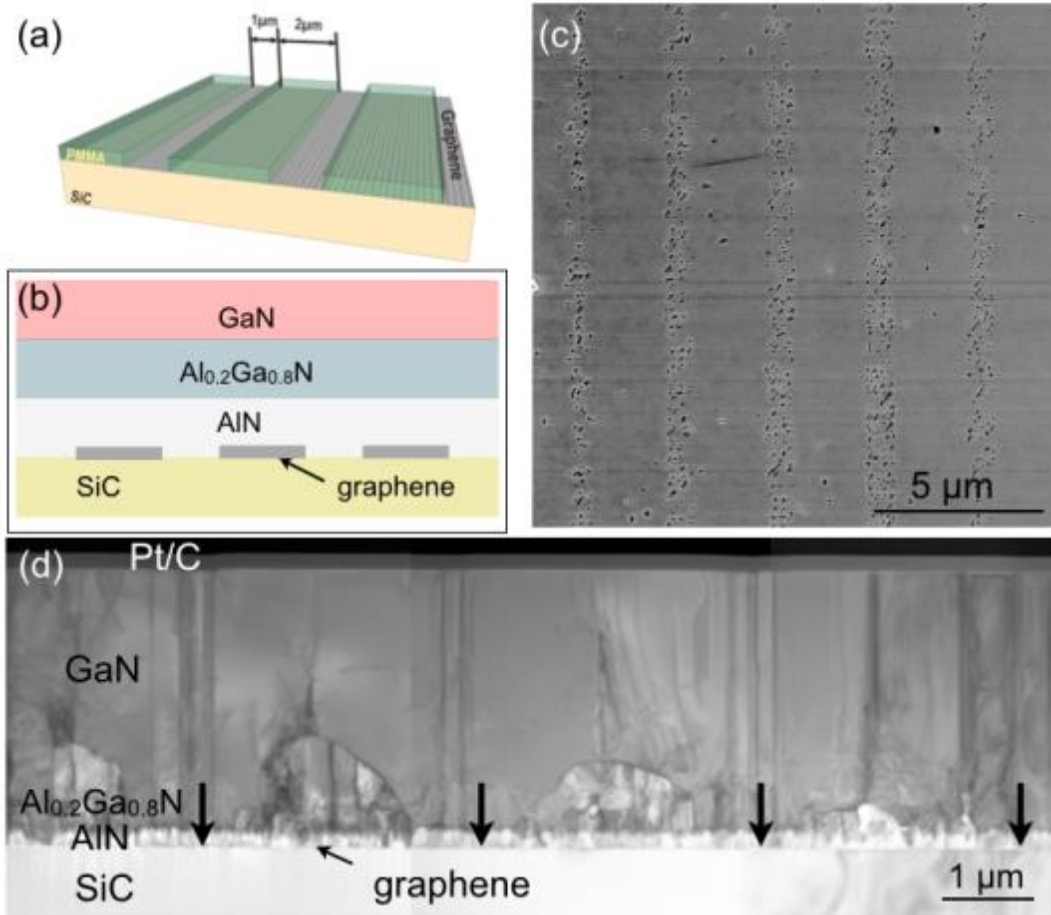 (a)
1μm
2μm
Graphene
PMMA
SiC
(b)
GaN
Al₀.₂Ga₀.₈N
AlN
SiC
graphene
(c)
5 μm
(d)
Pt/C
GaN
Al₀.₂Ga₀.₈N
AlN
graphene
SiC
1 μm